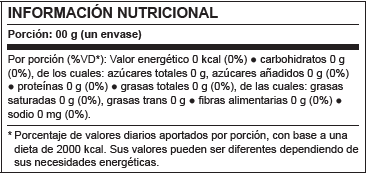 INFORMACIÓN NUTRICIONAL
Porción: 00 g (un envase)
Por porción (%VD*): Valor energético 0 kcal (0%) ● carbohidratos 0 g
(0%), de los cuales: azúcares totales 0 g, azúcares añadidos 0 g (0%)
● proteínas 0 g (0%) ● grasas totales 0 g (0%), de las cuales: grasas
saturadas 0 g (0%), grasas trans 0 g ● fibras alimentarias 0 g (0%) ●
sodio 0 mg (0%).
* Porcentaje de valores diarios aportados por porción, con base a una
dieta de 2000 kcal. Sus valores pueden ser diferentes dependiendo de
sus necesidades energéticas.